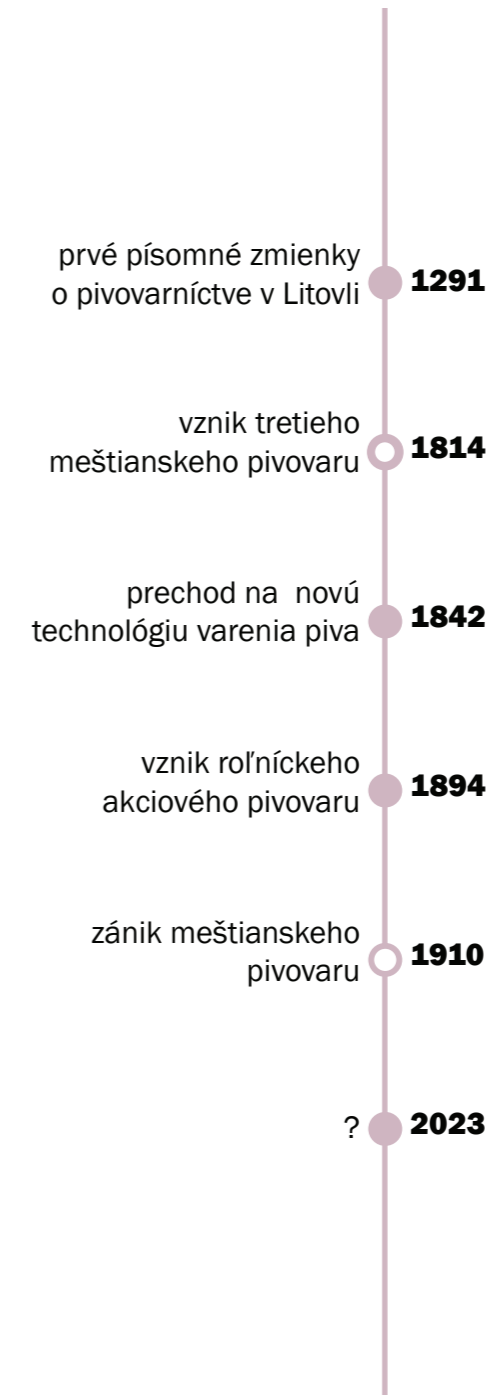 prvé písomné zmienky
o pivovarníctve v Litovli
1291
vznik tretieho
meštianskeho pivovaru
1814
prechod na  novú
technológiu varenia piva
1842
vznik roľníckeho
akciového pivovaru
1894
zánik meštianskeho
pivovaru
1910
?
2023